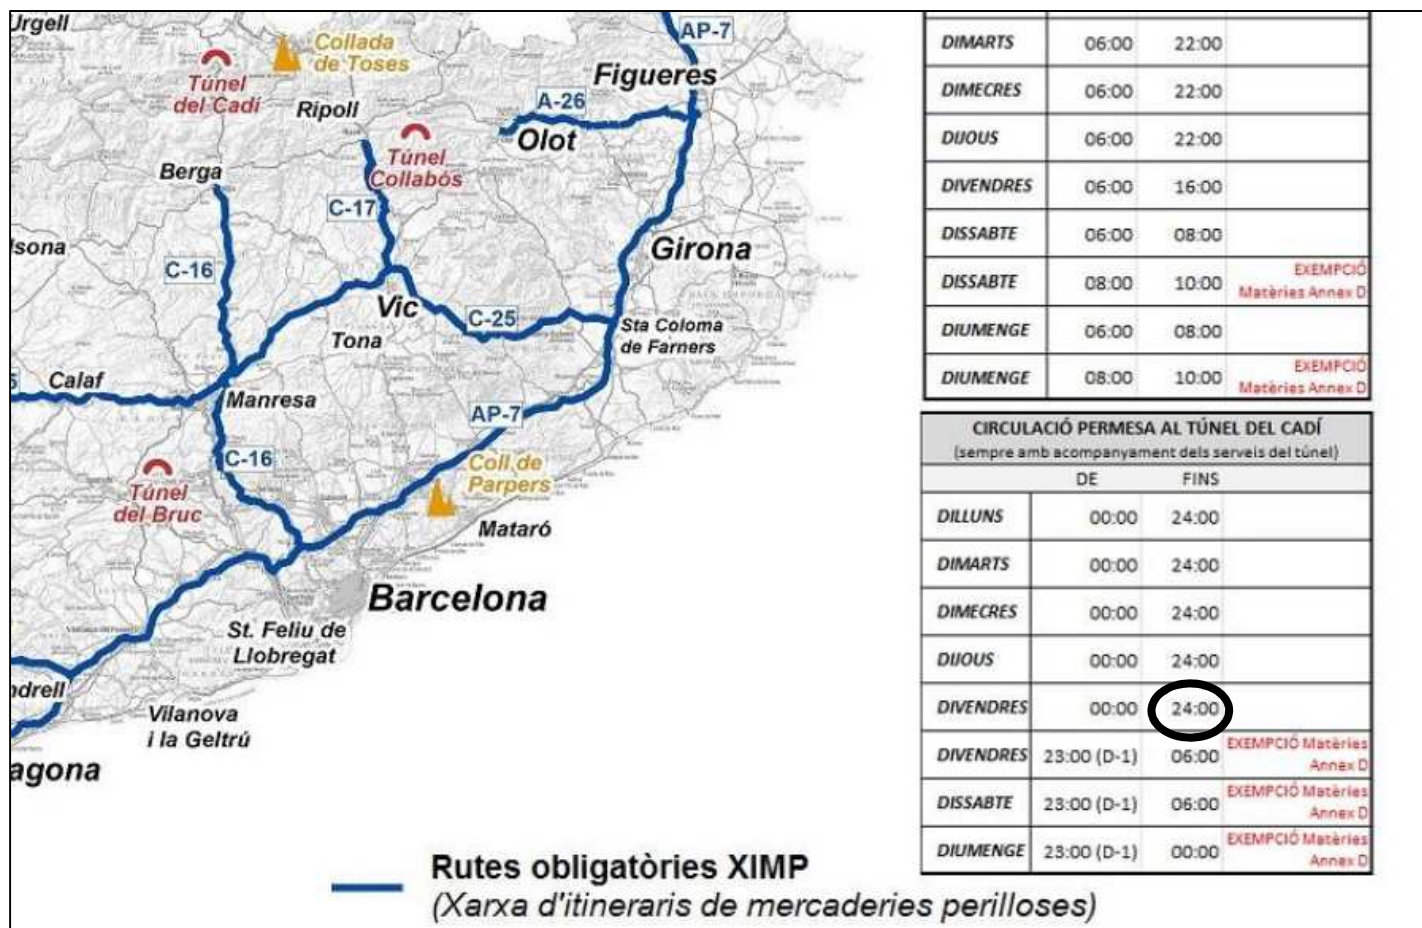 Urgell
AP-7
Collada
de Toses
Túnel
del Cadí
Figueres
Ripoll
A-26
Olot
Túnel
Collabós
Berga
C-17
lsona
C-16
Girona
Vic
C-25
Sta Coloma
de Farners
Tona
Calaf
Manresa
AP-7
C-16
Coll de
Parpers
Túnel
del Bruc
Mataró
Barcelona
St. Feliu de
Llobregat
ndrell
Vilanova
i la Geltrú
agona
Rutes obligatòries XIMP
(Xarxa d'itineraris de mercaderies perilloses)
DIMARTS 06:00 22:00
DIMECRES 06:00 22:00
DIJOUS 06:00 22:00
DIVENDRES 06:00 16:00
DISSABTE 06:00 08:00
DISSABTE 08:00 10:00 EXEMPCIÓ
Matèries Annex D
DIUMENGE 06:00 08:00
DIUMENGE 08:00 10:00 EXEMPCIÓ
Matèries Annex D
CIRCULACIÓ PERMESA AL TÚNEL DEL CADÍ
(sempre amb acompanyament dels serveis del túnel)
DE FINS
DILLUNS 00:00 24:00
DIMARTS 00:00 24:00
DIMECRES 00:00 24:00
DIJOUS 00:00 24:00
DIVENDRES 00:00 24:00
DIVENDRES 23:00 (D-1) 06:00 EXEMPCIÓ Matèries
Annex D
DISSABTE 23:00 (D-1) 06:00 EXEMPCIÓ Matèries
Annex D
DIUMENGE 23:00 (D-1) 00:00 EXEMPCIÓ Matèries
Annex D